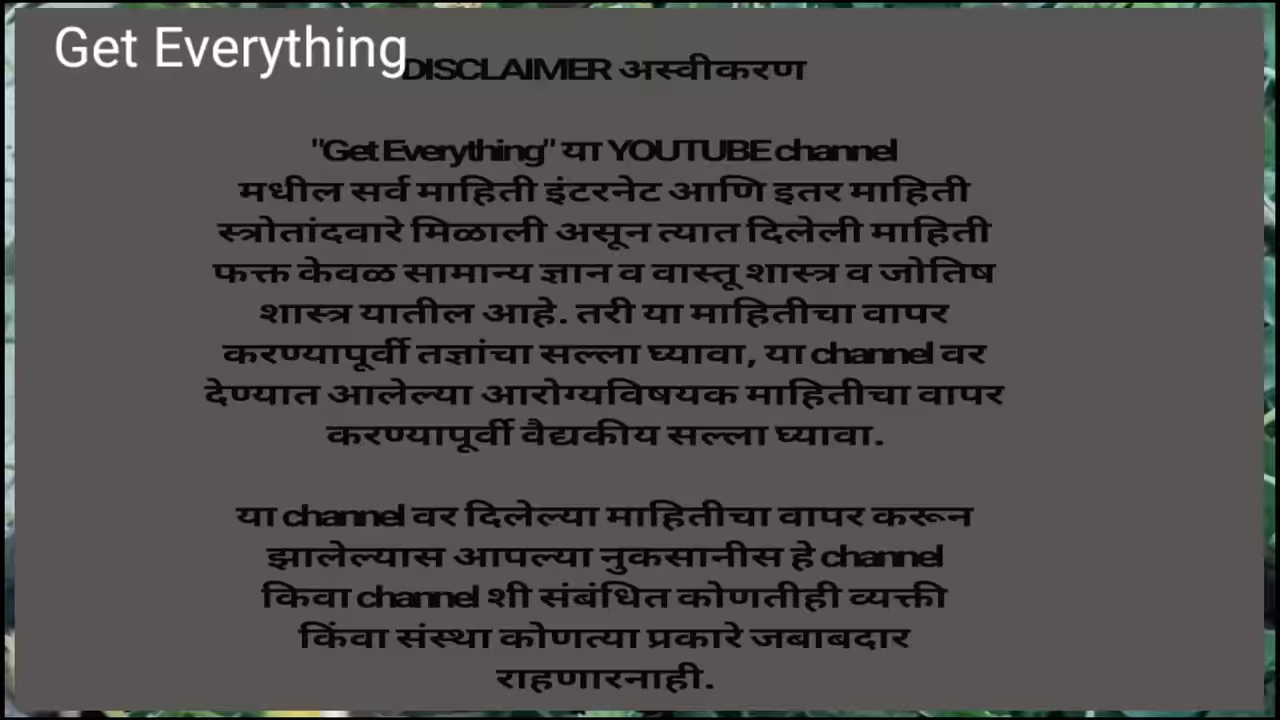 Get Everything
DISCLAIMER अस्वीकरण
"Get Everything" या YOUTUBE channel
मधील सर्व माहिती इंटरनेट आणि इतर माहिती
स्त्रोतांदवारे मिळाली असून त्यात दिलेली माहिती
फक्त केवळ सामान्य ज्ञान व वास्तू शास्त्र व जोतिष
शास्त्र यातील आहे. तरी या माहितीचा वापर
करण्यापूर्वी तज्ञांचा सल्ला घ्यावा, या channel वर
देण्यात आलेल्या आरोग्यविषयक माहितीचा वापर
करण्यापूर्वी वैद्यकीय सल्ला घ्यावा.
या channel वर दिलेल्या माहितीचा वापर करून
झालेल्यास आपल्या नुकसानीस हे channel
किवा channel शी संबंधित कोणतीही व्यक्ती
किंवा संस्था कोणत्या प्रकारे जबाबदार
राहणारनाही.